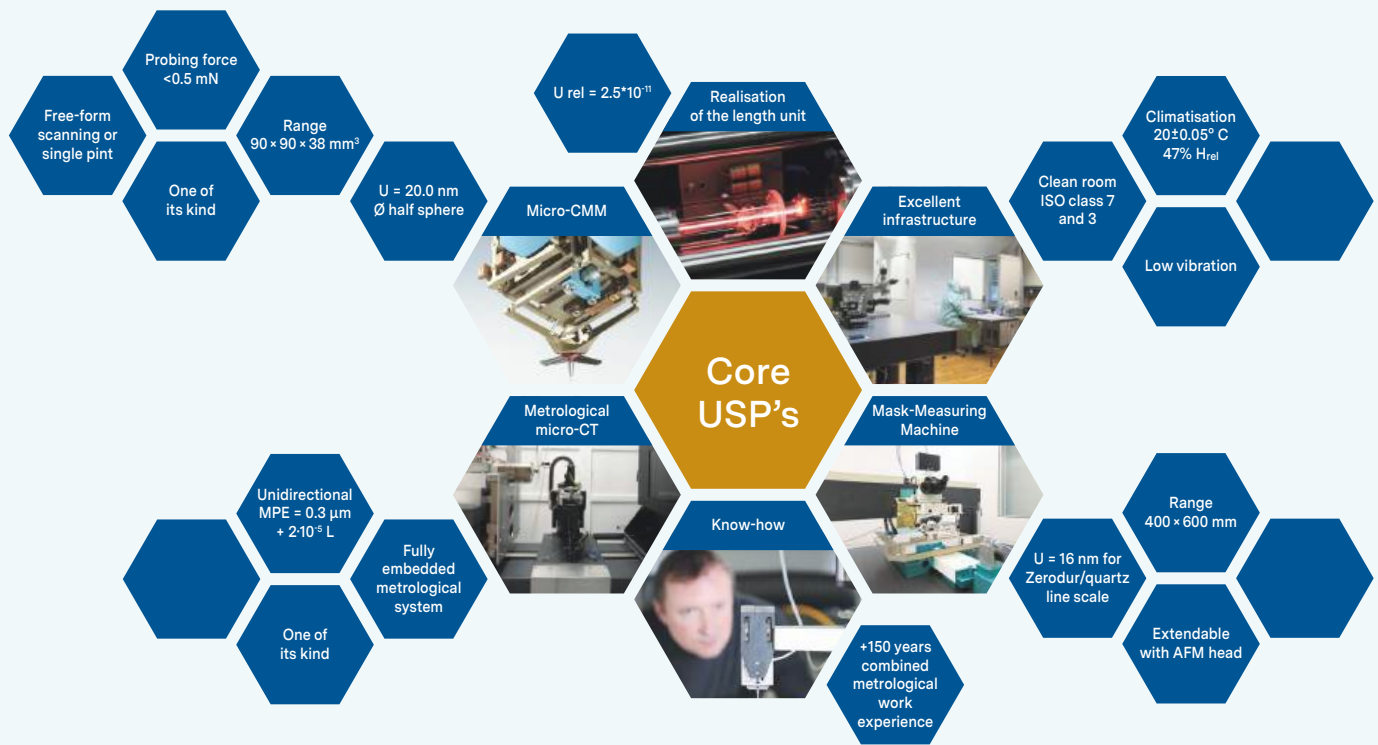 Probing force
<0.5 mN
Free-form
scanning or
single pint
Range
90 × 90 × 38 mm³
One of
its kind
U = 20.0 nm
Ø half sphere
Micro-CMM
U rel = 2.5*10⁻¹¹
Realisation
of the length unit
Excellent
infrastructure
Climatisation
20±0.05° C
47% Hrel
Clean room
ISO class 7
and 3
Low vibration
Core
USP’s
Metrological
micro-CT
Unidirectional
MPE = 0.3 µm
+ 2·10⁻⁵ L
Fully
embedded
metrological
system
One of
its kind
Know-how
+150 years
combined
metrological
work
experience
Mask-Measuring
Machine
Range
400 × 600 mm
U = 16 nm for
Zerodur/quartz
line scale
Extendable
with AFM head